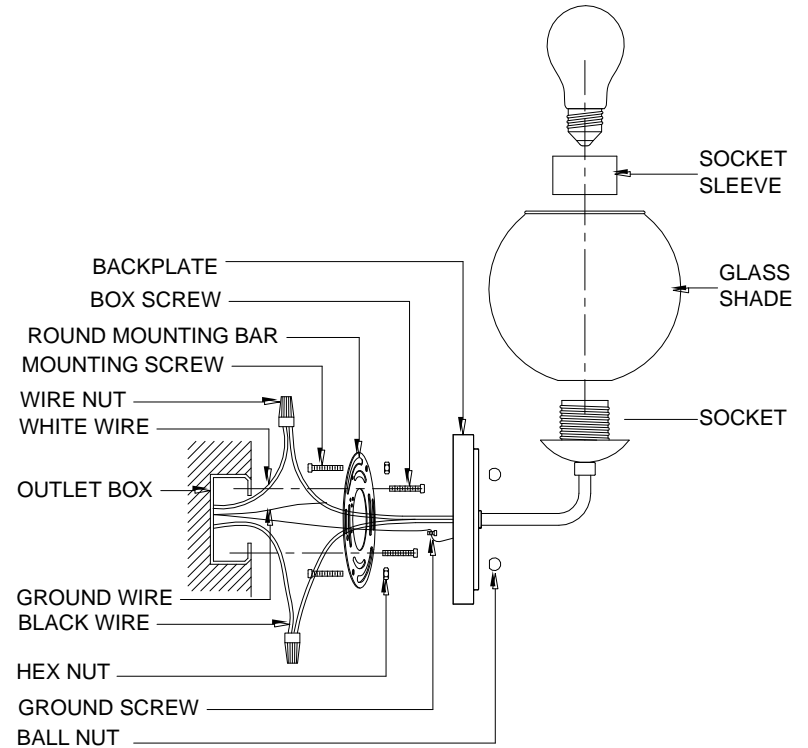 SOCKET
SLEEVE
BACKPLATE
GLASS
SHADE
BOX SCREW
ROUND MOUNTING BAR
MOUNTING SCREW
WIRE NUT
SOCKET
WHITE WIRE
OUTLET BOX
GROUND WIRE
BLACK WIRE
HEX NUT
GROUND SCREW
BALL NUT